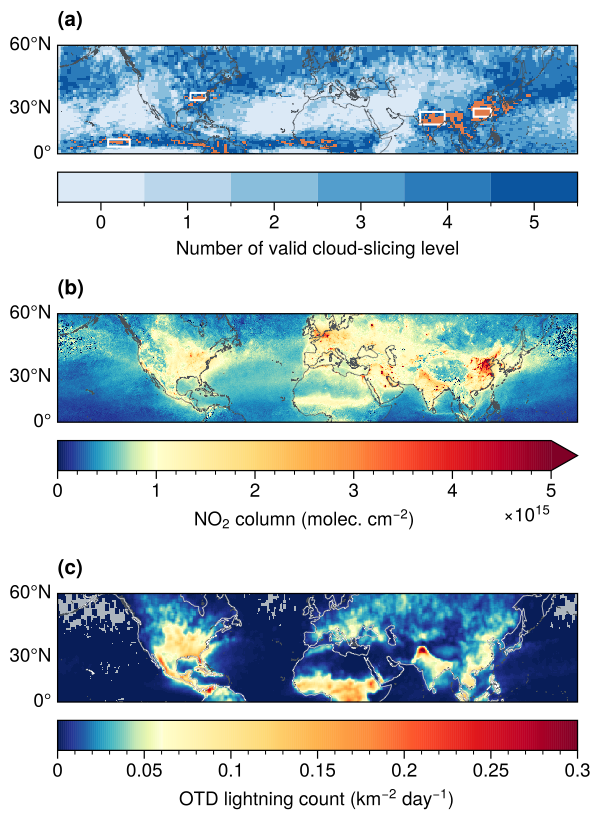 (a)
60°N
30°N
0°
0 1 2 3 4 5
Number of valid cloud-slicing level
(b)
60°N
30°N
0°
0 1 2 3 4 5
×10¹⁵
NO₂ column (molec. cm⁻²)
(c)
60°N
30°N
0°
0 0.05 0.1 0.15 0.2 0.25 0.3
OTD lightning count (km⁻² day⁻¹)